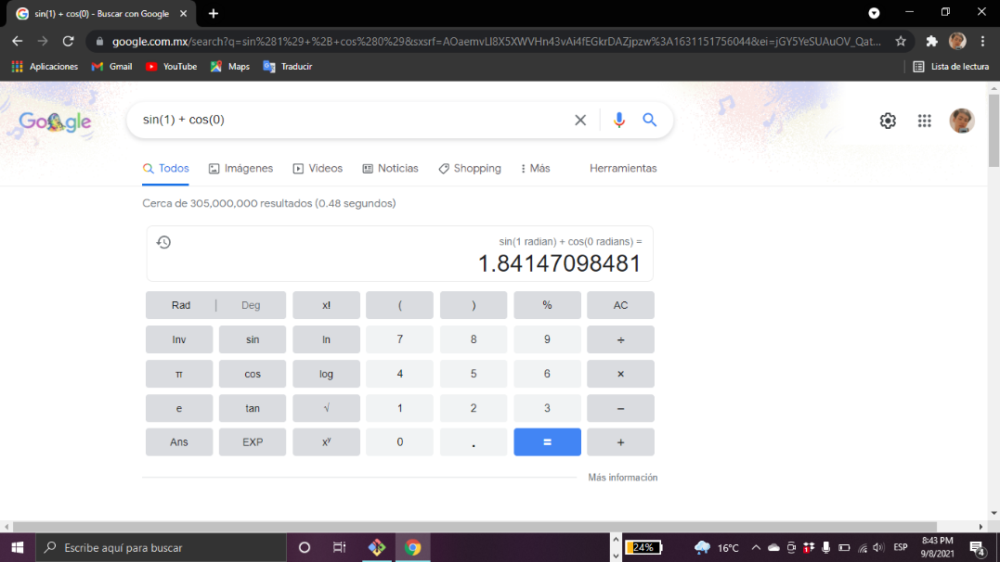 sin(1) + cos(0) - Buscar con Google
google.com.mx/search?q=sin%281%29+%2B+cos%280%29&sxsrf=AOaemvLl8X5XWVHn43vAi4fEGkrDAZjpzw%3A1631151756044&ei=jGY5YeSUAuOV_Qat...
Aplicaciones Gmail YouTube Maps Traducir Lista de lectura
Google
sin(1) + cos(0)
Todos Imágenes Videos Noticias Shopping Más Herramientas
Cerca de 305,000,000 resultados (0.48 segundos)
sin(1 radian) + cos(0 radians) =
1.84147098481
Rad | Deg x! ( ) % AC
Inv sin ln 7 8 9 ÷
π cos log 4 5 6 ×
e tan √ 1 2 3 −
Ans EXP xʸ 0 . = +
Más información
Escribe aquí para buscar 24% 16°C ESP 8:43 PM
9/8/2021 4